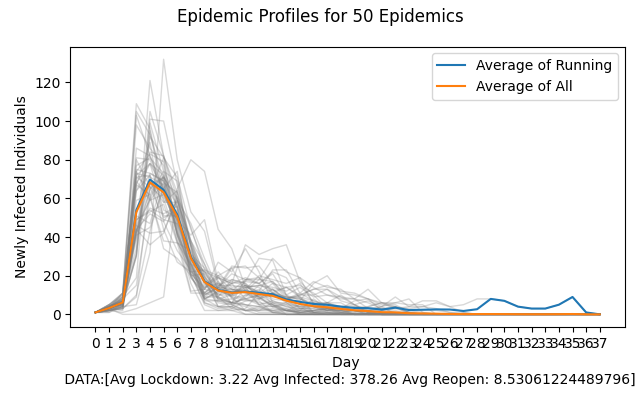 Epidemic Profiles for 50 Epidemics
Newly Infected Individuals
Average of Running
Average of All
120
100
80
60
40
20
0
0 1 2 3 4 5 6 7 8 9 10 11 12 13 14 15 16 17 18 19 20 21 22 23 24 25 26 27 28 29 30 31 32 33 34 35 36 37
Day
DATA:[Avg Lockdown: 3.22 Avg Infected: 378.26 Avg Reopen: 8.53061224489796]